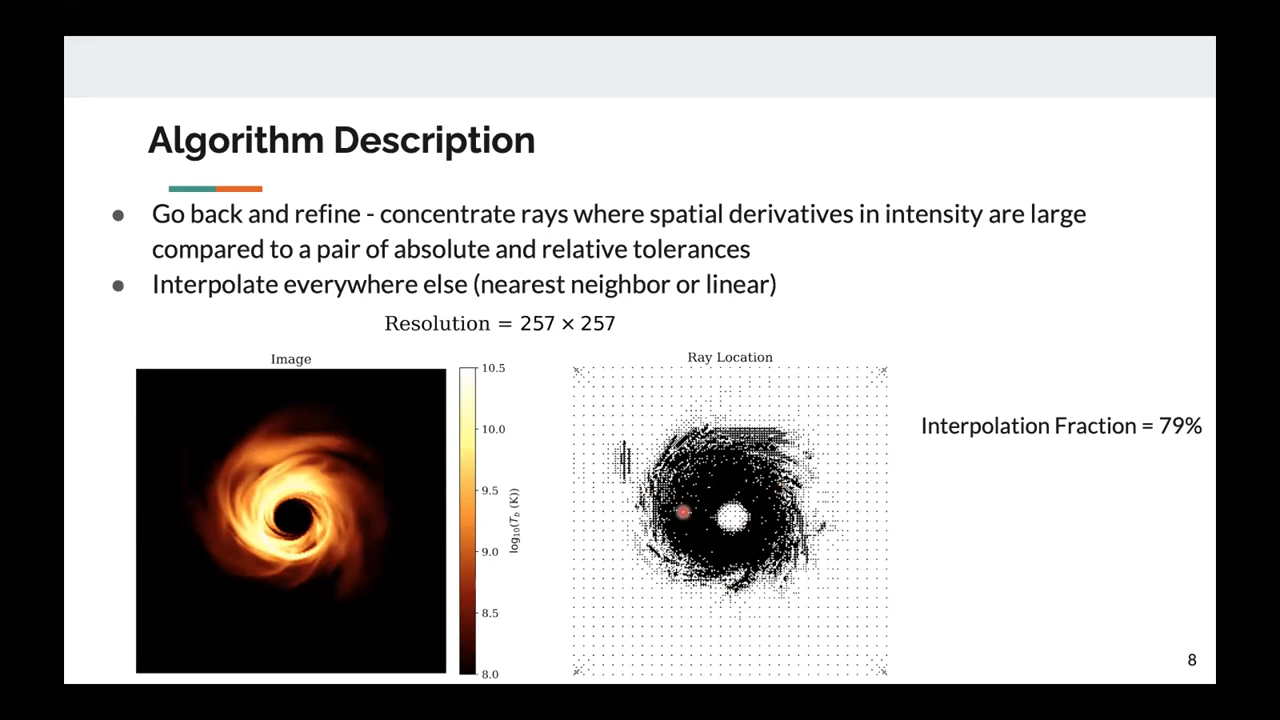 Algorithm Description
● Go back and refine - concentrate rays where spatial derivatives in intensity are large
compared to a pair of absolute and relative tolerances
● Interpolate everywhere else (nearest neighbor or linear)
Resolution = 257 × 257
Image
10.5
10.0
9.5
9.0
8.5
8.0
log₁₀(T_b (K))
Ray Location
Interpolation Fraction = 79%
8